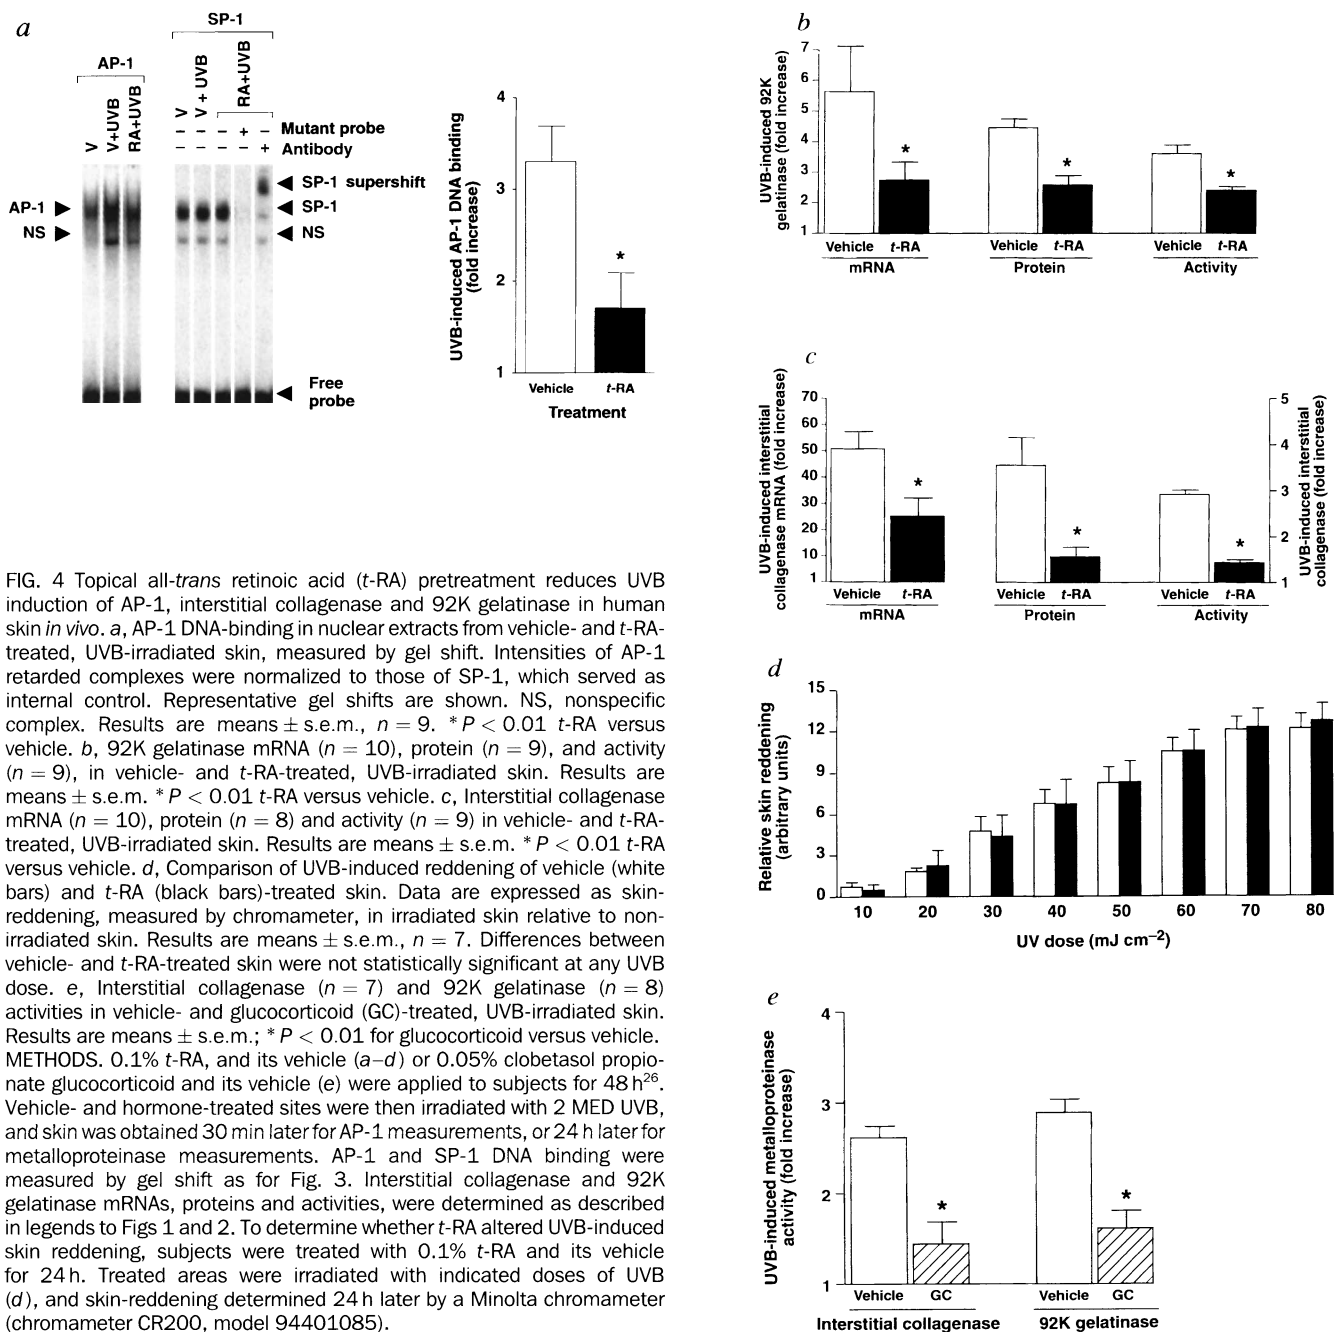 a
AP-1
SP-1
V
V+UVB
RA+UVB
V
V + UVB
RA+UVB
– – – + – Mutant probe
– – – – + Antibody
SP-1 supershift
AP-1
SP-1
NS
NS
Free
probe
UVB-induced AP-1 DNA binding
(fold increase)
4
3
2
1
*
Vehicle t-RA
Treatment
b
UVB-induced 92K
gelatinase (fold increase)
7
6
5
4
3
2
1
* * *
Vehicle t-RA Vehicle t-RA Vehicle t-RA
mRNA Protein Activity
c
UVB-induced interstitial
collagenase mRNA (fold increase)
70
60
50
40
30
20
10
1
* * *
5
4
3
2
1
UVB-induced interstitial
collagenase (fold increase)
Vehicle t-RA Vehicle t-RA Vehicle t-RA
mRNA Protein Activity
d
Relative skin reddening
(arbitrary units)
15
12
9
6
3
0
10 20 30 40 50 60 70 80
UV dose (mJ cm–2)
e
UVB-induced metalloproteinase
activity (fold increase)
4
3
2
1
* *
Vehicle GC Vehicle GC
Interstitial collagenase 92K gelatinase
FIG. 4 Topical all-trans retinoic acid (t-RA) pretreatment reduces UVB
induction of AP-1, interstitial collagenase and 92K gelatinase in human
skin in vivo. a, AP-1 DNA-binding in nuclear extracts from vehicle- and t-RA-
treated, UVB-irradiated skin, measured by gel shift. Intensities of AP-1
retarded complexes were normalized to those of SP-1, which served as
internal control. Representative gel shifts are shown. NS, nonspecific
complex. Results are means ± s.e.m., n = 9. *P < 0.01 t-RA versus
vehicle. b, 92K gelatinase mRNA (n = 10), protein (n = 9), and activity
(n = 9), in vehicle- and t-RA-treated, UVB-irradiated skin. Results are
means ± s.e.m. *P < 0.01 t-RA versus vehicle. c, Interstitial collagenase
mRNA (n = 10), protein (n = 8) and activity (n = 9) in vehicle- and t-RA-
treated, UVB-irradiated skin. Results are means ± s.e.m. *P < 0.01 t-RA
versus vehicle. d, Comparison of UVB-induced reddening of vehicle (white
bars) and t-RA (black bars)-treated skin. Data are expressed as skin-
reddening, measured by chromameter, in irradiated skin relative to non-
irradiated skin. Results are means ± s.e.m., n = 7. Differences between
vehicle- and t-RA-treated skin were not statistically significant at any UVB
dose. e, Interstitial collagenase (n = 7) and 92K gelatinase (n = 8)
activities in vehicle- and glucocorticoid (GC)-treated, UVB-irradiated skin.
Results are means ± s.e.m.; *P < 0.01 for glucocorticoid versus vehicle.
METHODS. 0.1% t-RA, and its vehicle (a–d) or 0.05% clobetasol propio-
nate glucocorticoid and its vehicle (e) were applied to subjects for 48 h26.
Vehicle- and hormone-treated sites were then irradiated with 2 MED UVB,
and skin was obtained 30 min later for AP-1 measurements, or 24 h later for
metalloproteinase measurements. AP-1 and SP-1 DNA binding were
measured by gel shift as for Fig. 3. Interstitial collagenase and 92K
gelatinase mRNAs, proteins and activities, were determined as described
in legends to Figs 1 and 2. To determine whether t-RA altered UVB-induced
skin reddening, subjects were treated with 0.1% t-RA and its vehicle
for 24 h. Treated areas were irradiated with indicated doses of UVB
(d), and skin-reddening determined 24 h later by a Minolta chromameter
(chromameter CR200, model 94401085).